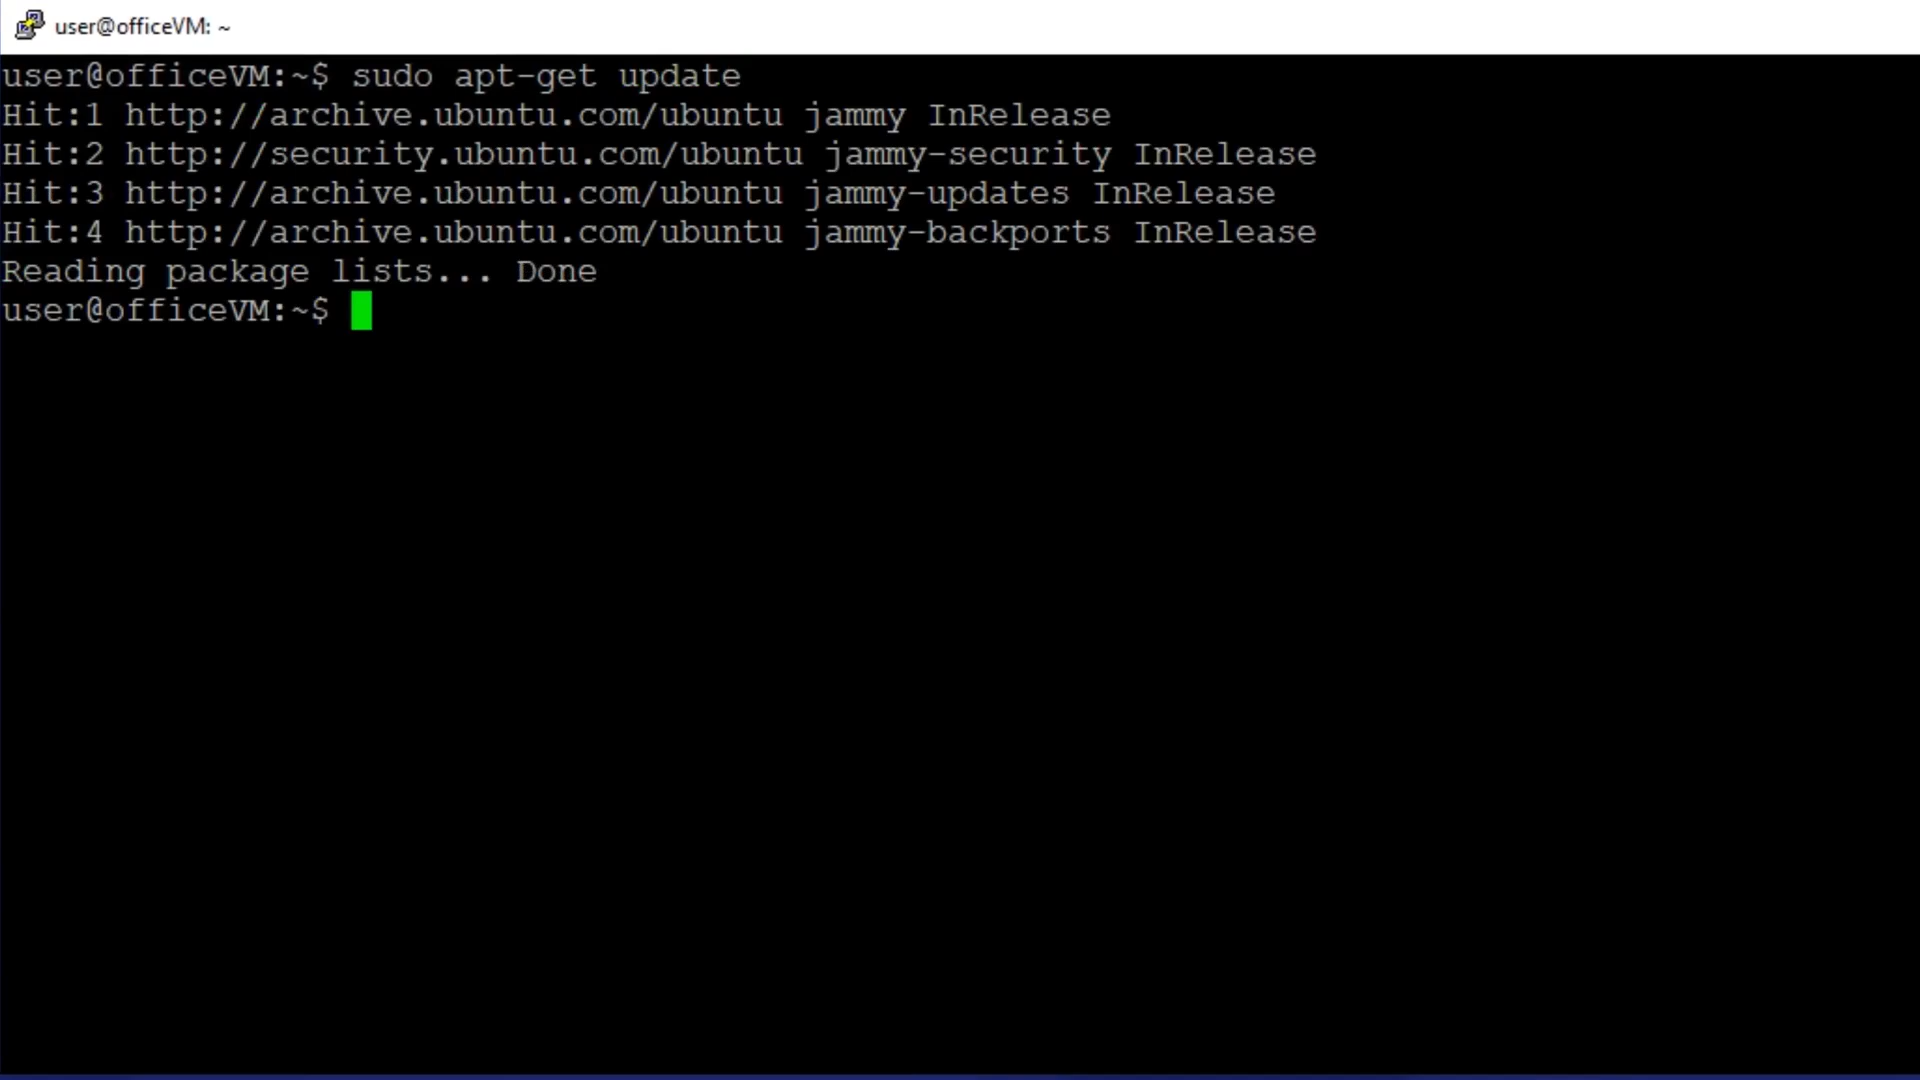 user@officeVM: ~
user@officeVM:~$ sudo apt-get update
Hit:1 http://archive.ubuntu.com/ubuntu jammy InRelease
Hit:2 http://security.ubuntu.com/ubuntu jammy-security InRelease
Hit:3 http://archive.ubuntu.com/ubuntu jammy-updates InRelease
Hit:4 http://archive.ubuntu.com/ubuntu jammy-backports InRelease
Reading package lists... Done
user@officeVM:~$